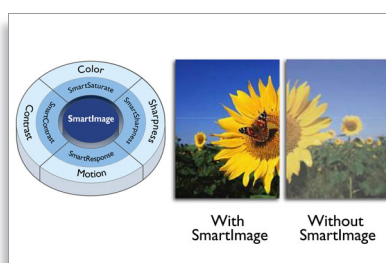 Color
SmartSaturate
Contrast
SmartContrast
SmartImage
SmartSharpness
Sharpness
SmartResponse
Motion
With
SmartImage
Without
SmartImage